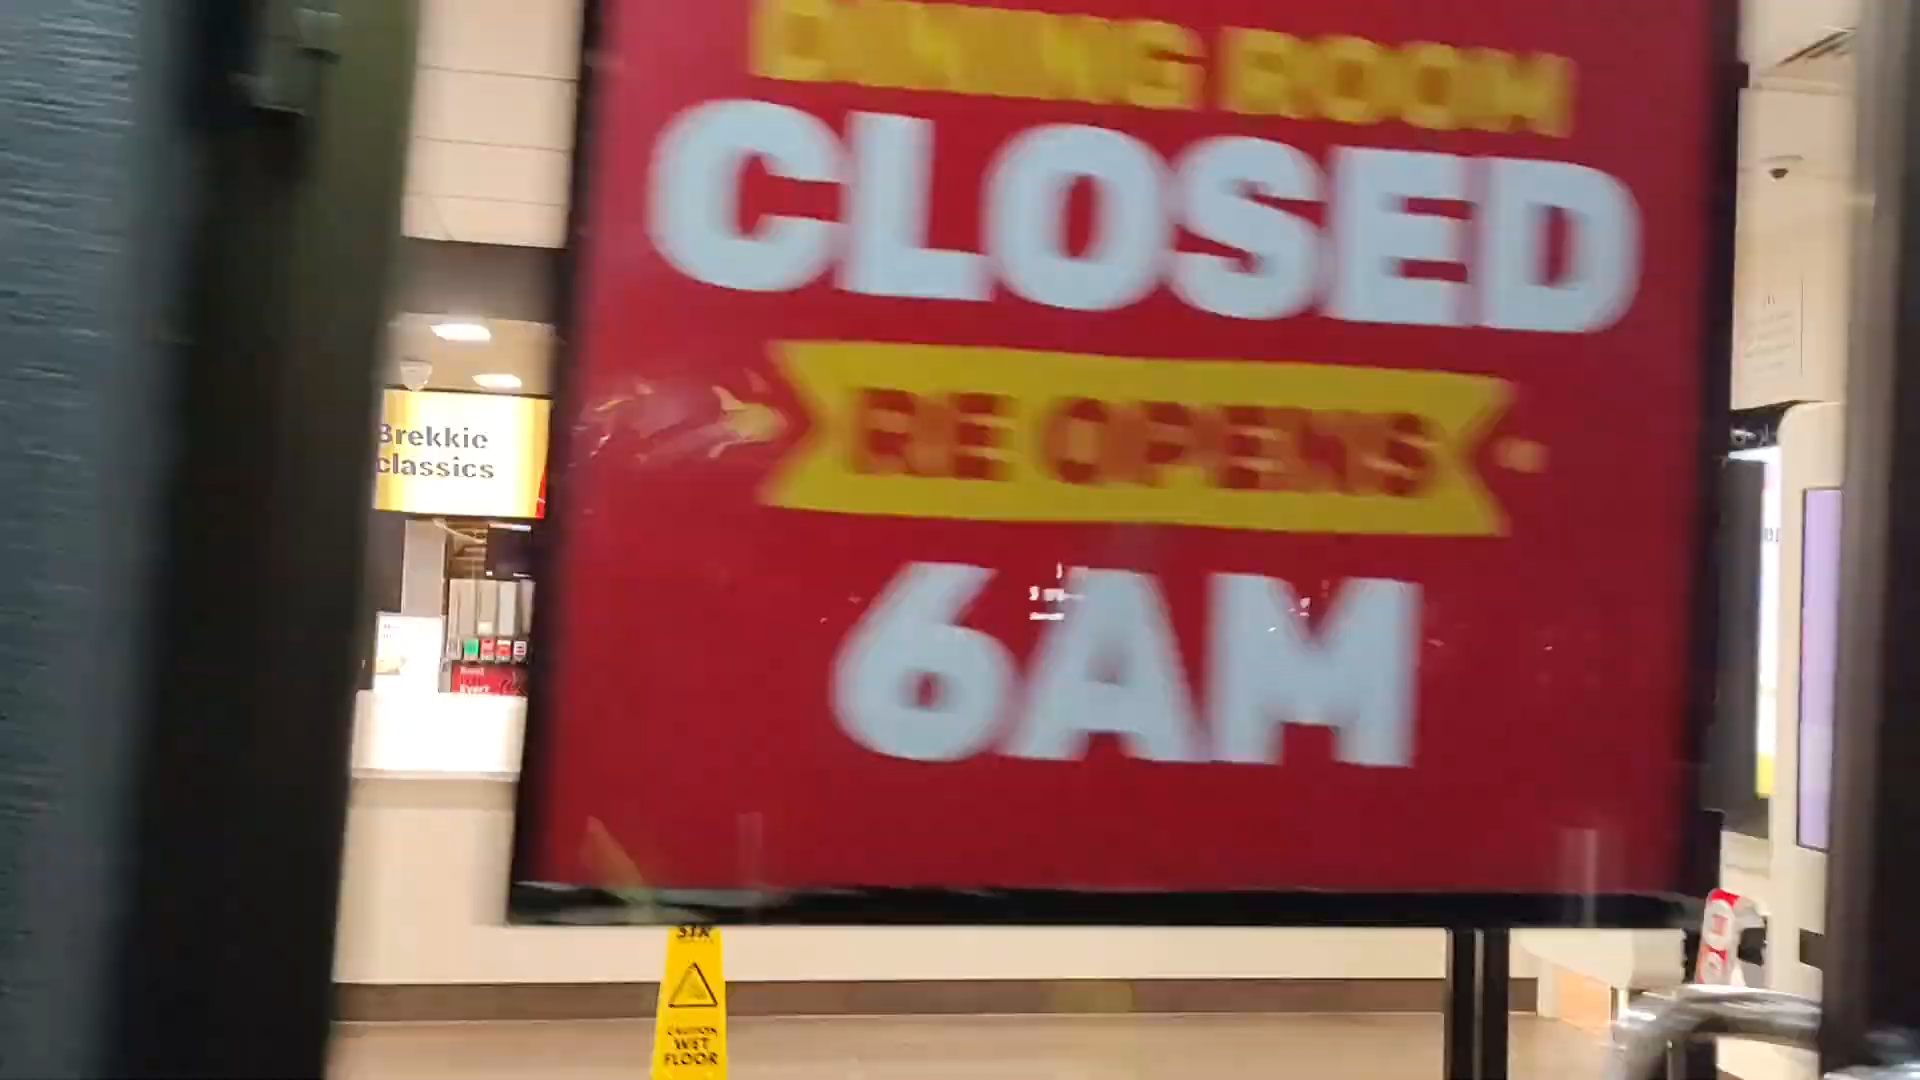 DINING ROOM
CLOSED
RE OPENS
6AM
Brekkie
classics
CAUTION
WET
FLOOR